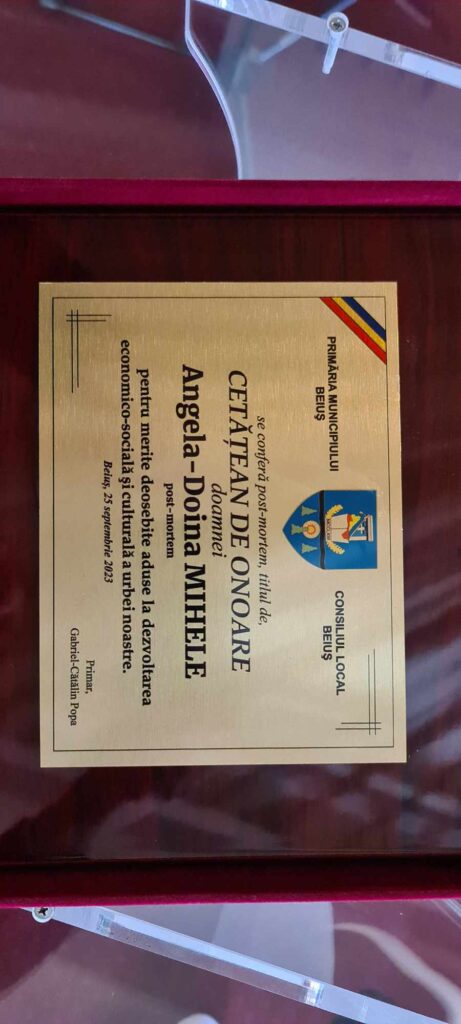 PRIMĂRIA MUNICIPIULUI
BEIUŞ
CONSILIUL LOCAL
BEIUŞ
se conferă post-mortem, titlul de,
CETĂȚEAN DE ONOARE
doamnei
Angela-Doina MIHELE
post-mortem
pentru merite deosebite aduse la dezvoltarea
economico-socială și culturală a urbei noastre.
Beiuș, 25 septembrie 2023
Primar,
Gabriel-Cătălin Popa